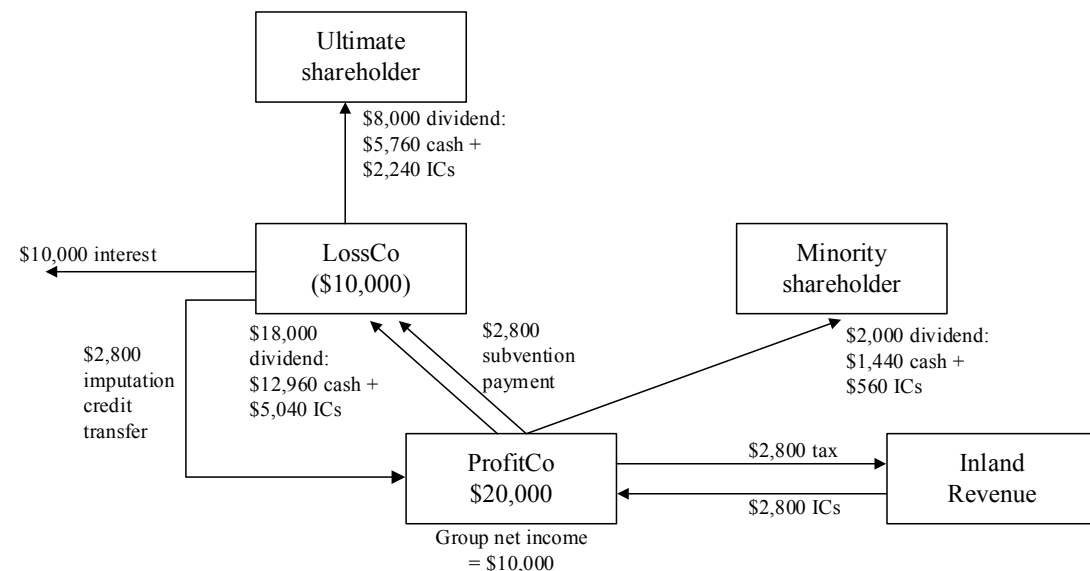 Ultimate
shareholder
$8,000 dividend:
$5,760 cash +
$2,240 ICs
$10,000 interest
LossCo
($10,000)
Minority
shareholder
$2,800
imputation
credit
transfer
$18,000
dividend:
$12,960 cash +
$5,040 ICs
$2,800
subvention
payment
$2,000 dividend:
$1,440 cash +
$560 ICs
ProfitCo
$20,000
$2,800 tax
$2,800 ICs
Inland
Revenue
Group net income
= $10,000